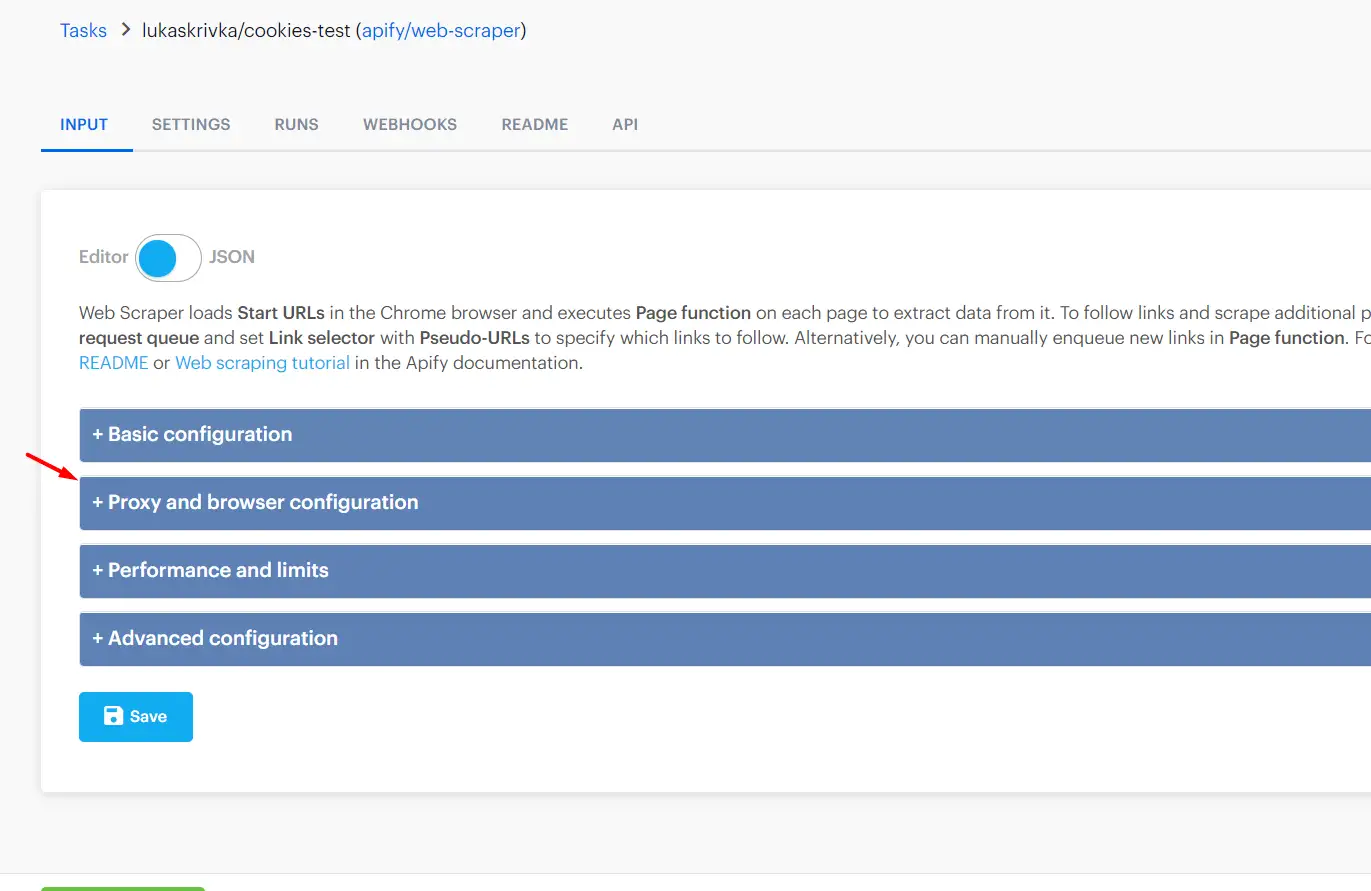 Tasks > lukaskrivka/cookies-test (apify/web-scraper)
INPUT SETTINGS RUNS WEBHOOKS README API
Editor JSON
Web Scraper loads Start URLs in the Chrome browser and executes Page function on each page to extract data from it. To follow links and scrape additional
request queue and set Link selector with Pseudo-URLs to specify which links to follow. Alternatively, you can manually enqueue new links in Page function.
README or Web scraping tutorial in the Apify documentation.
+ Basic configuration
+ Proxy and browser configuration
+ Performance and limits
+ Advanced configuration
Save